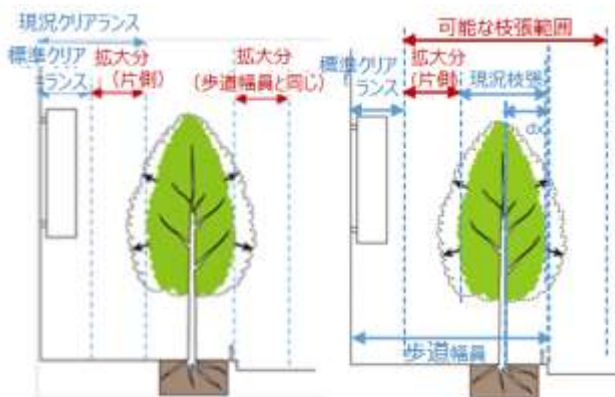 現況クリアランス
標準クリア
ランス
拡大分
(片側)
拡大分
(歩道幅員と同じ)
可能な枝張範囲
標準クリア
ランス
拡大分
(片側)
現況枝張
α
歩道幅員